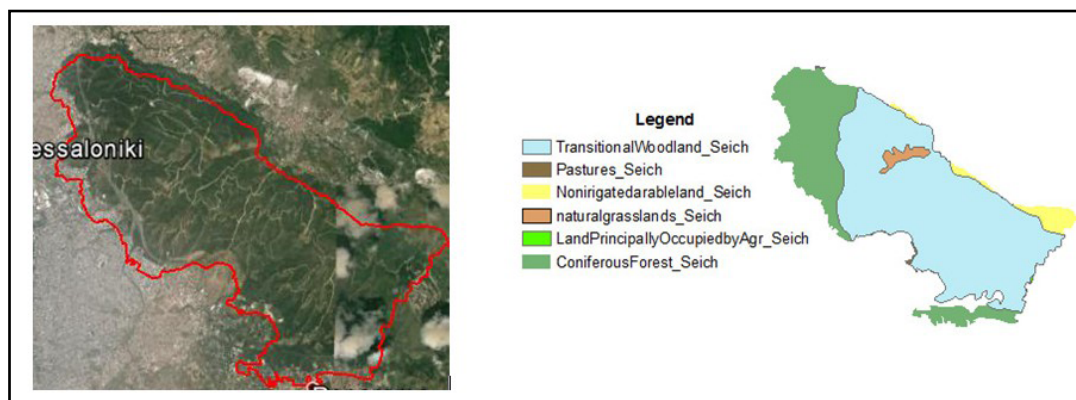 essaloniki
Legend
TransitionalWoodland_Seich
Pastures_Seich
Nonirigatedarableland_Seich
naturalgrasslands_Seich
LandPrincipallyOccupiedbyAgr_Seich
ConiferousForest_Seich